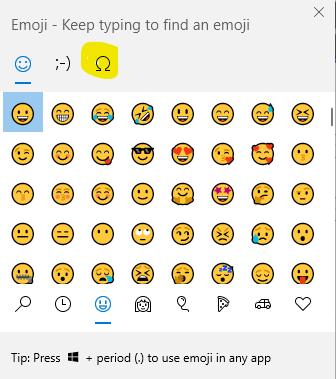 Emoji - Keep typing to find an emoji
;-) Ω
Tip: Press + period (.) to use emoji in any app